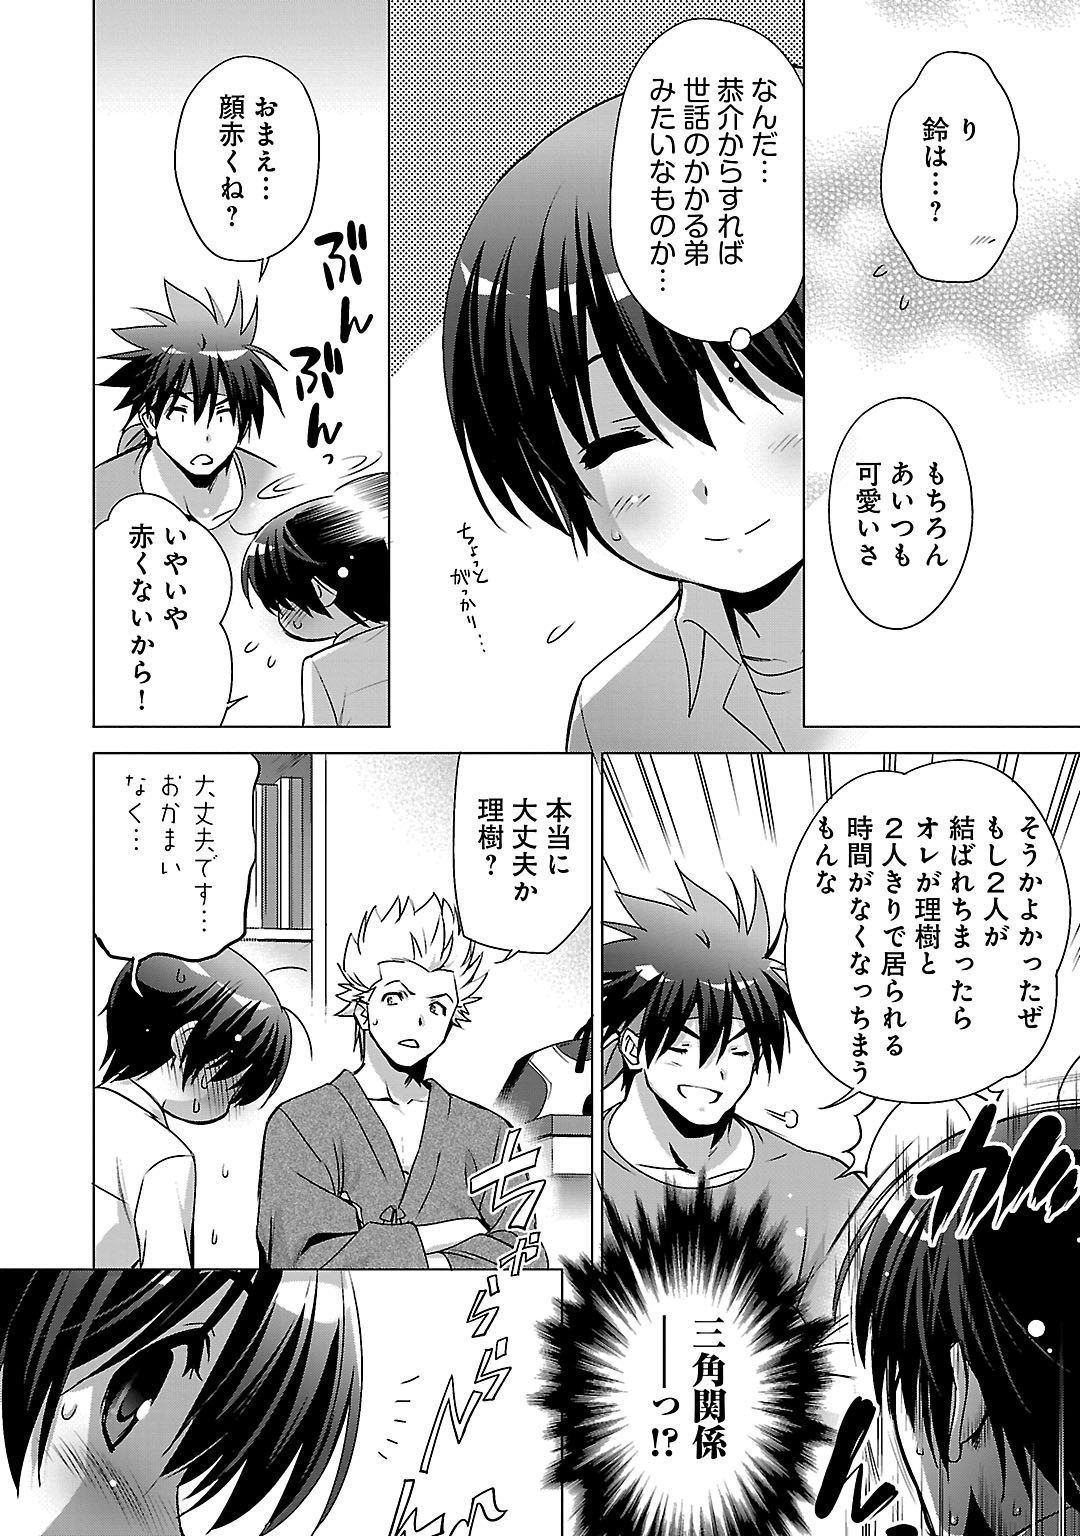 り
鈴は…？
もちろん
あいつも
可愛いさ
なんだ…
恭介からすれば
世話のかかる弟
みたいなものか…
ちょっと
がっかり…
おまえ…
顔赤くね？
ぶんぶんっ
いやいや
赤くないから！
そうかよかったぜ
もし２人が
結ばれちまったら
オレが理樹と
２人きりで居られる
時間がなくなっちまう
もんな
ガーン
三角関係
――っ!?
本当に
大丈夫か
理樹？
大丈夫です…
おかまい
なく…
ちらっ